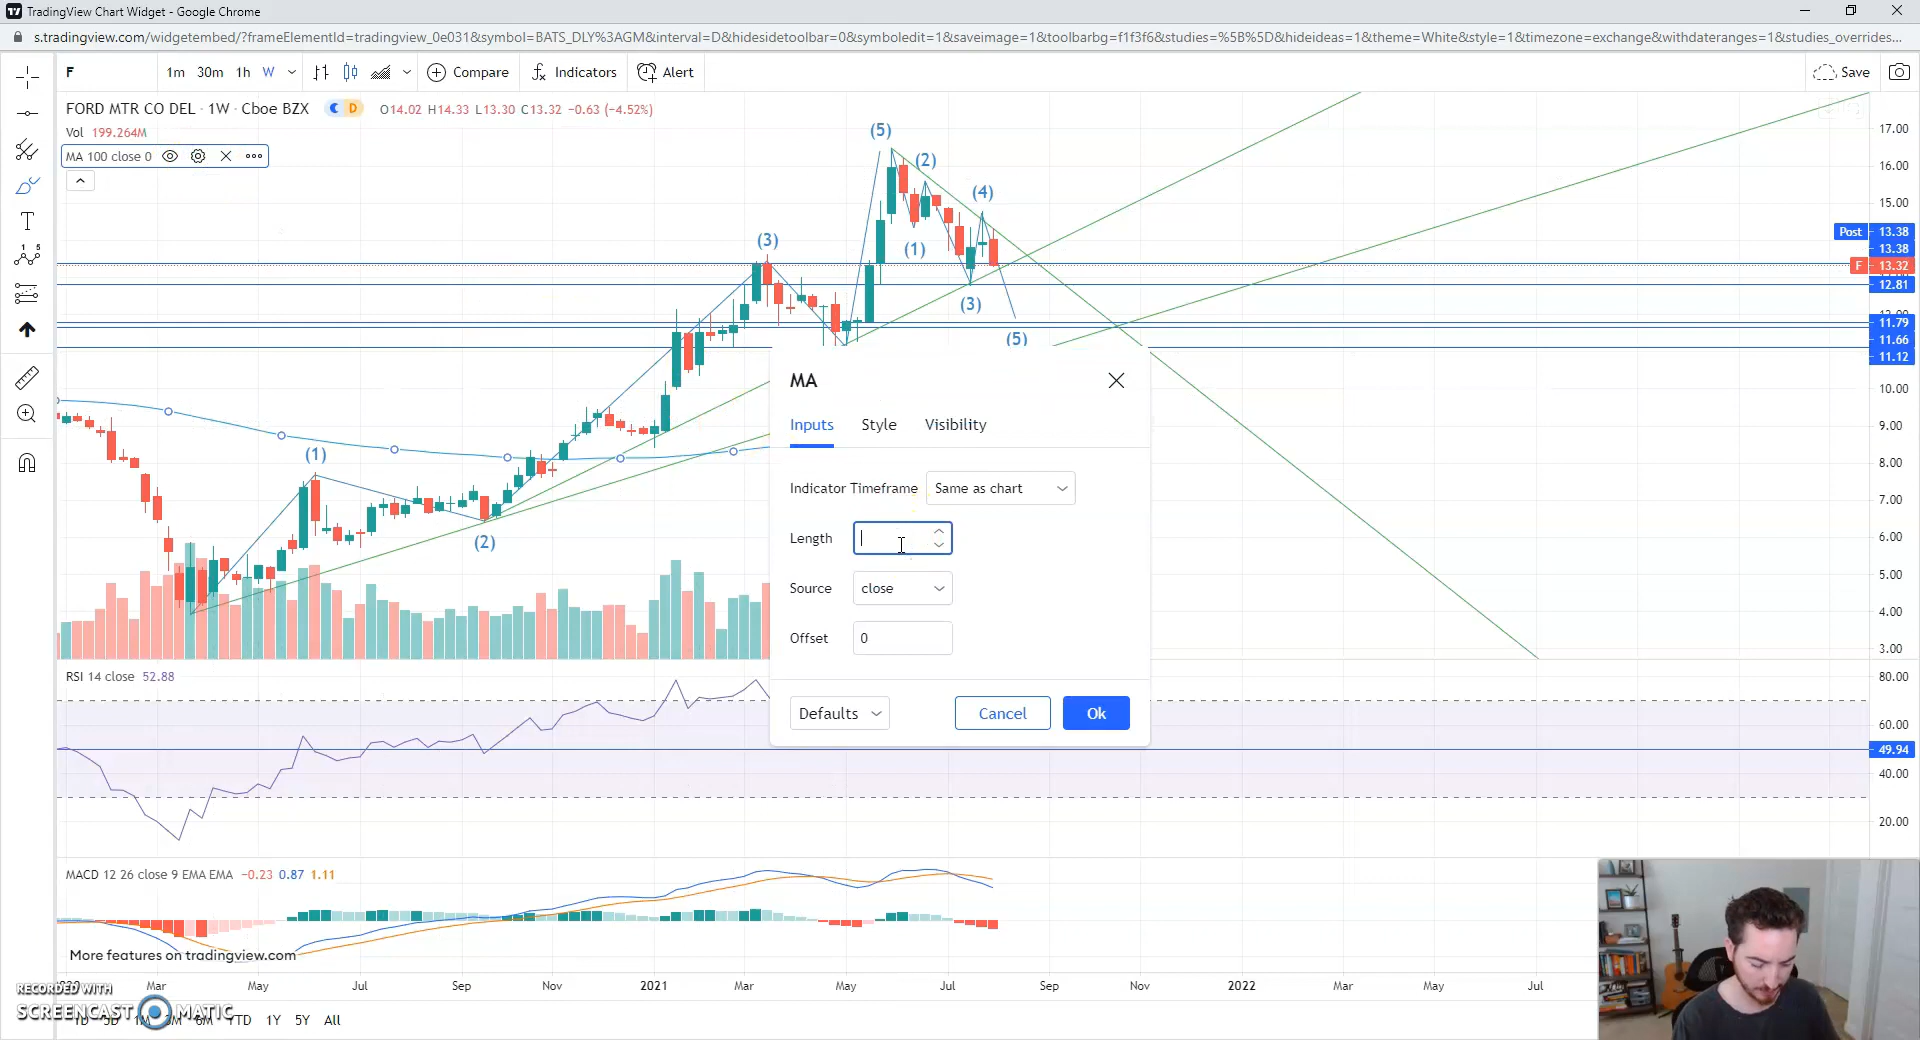 TradingView Chart Widget - Google Chrome
s.tradingview.com/widgetembed/?frameElementId=tradingview_0e031&symbol=BATS_DLY%3AGM&interval=D&hidesidetoolbar=0&symboledit=1&saveimage=1&toolbarbg=f1f3f6&studies=%5B%5D&hideideas=1&theme=White&style=1&timezone=exchange&withdateranges=1&studies_overrides...
F 1m 30m 1h W Compare Indicators Alert Save
FORD MTR CO DEL · 1W · Cboe BZX C D O14.02 H14.33 L13.30 C13.32 −0.63 (−4.52%)
Vol 199.264M
MA 100 close 0
(5)
(2)
(4)
(3)
(1)
(3)
(5)
(1)
(2)
17.00
16.00
15.00
Post 13.38
13.38
F 13.32
12.81
11.79
11.66
11.12
10.00
9.00
8.00
7.00
6.00
5.00
4.00
3.00
MA
Inputs Style Visibility
Indicator Timeframe Same as chart
Length
Source close
Offset 0
Defaults Cancel Ok
RSI 14 close 52.88
80.00
60.00
49.94
40.00
20.00
MACD 12 26 close 9 EMA EMA −0.23 0.87 1.11
More features on tradingview.com
Mar May Jul Sep Nov 2021 Mar May Jul Sep Nov 2022 Mar May Jul
RECORDED WITH
SCREENCAST MATIC
1D 5D 1M 3M 6M YTD 1Y 5Y All